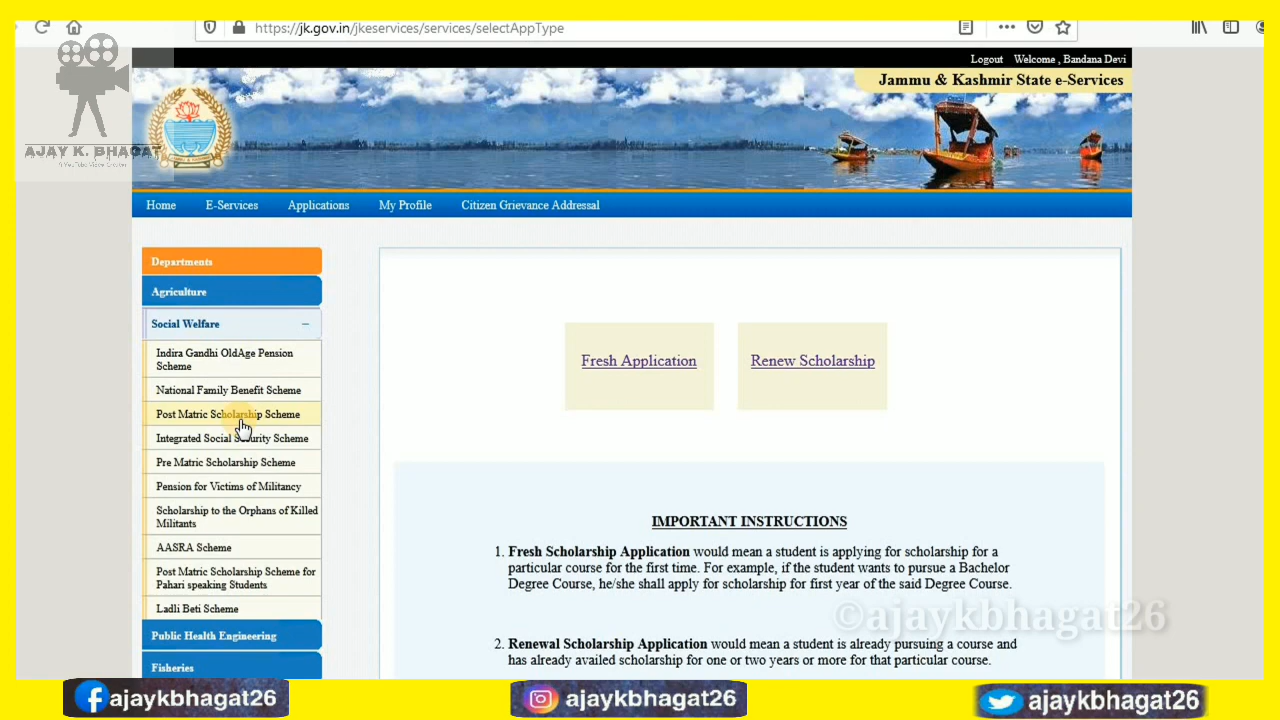 https://jk.gov.in/jkeservices/services/selectAppType
AJAY K. BHAGAT
A YouTube Video Creator
Logout Welcome , Bandana Devi
Jammu & Kashmir State e-Services
Home E-Services Applications My Profile Citizen Grievance Addressal
Departments
Agriculture
Social Welfare
Indira Gandhi OldAge Pension
Scheme
National Family Benefit Scheme
Post Matric Scholarship Scheme
Integrated Social Security Scheme
Pre Matric Scholarship Scheme
Pension for Victims of Militancy
Scholarship to the Orphans of Killed
Militants
AASRA Scheme
Post Matric Scholarship Scheme for
Pahari speaking Students
Ladli Beti Scheme
Public Health Engineering
Fisheries
Fresh Application
Renew Scholarship
IMPORTANT INSTRUCTIONS
1. Fresh Scholarship Application would mean a student is applying for scholarship for a
particular course for the first time. For example, if the student wants to pursue a Bachelor
Degree Course, he/she shall apply for scholarship for first year of the said Degree Course.
©ajaykbhagat26
2. Renewal Scholarship Application would mean a student is already pursuing a course and
has already availed scholarship for one or two years or more for that particular course.
ajaykbhagat26
ajaykbhagat26
ajaykbhagat26